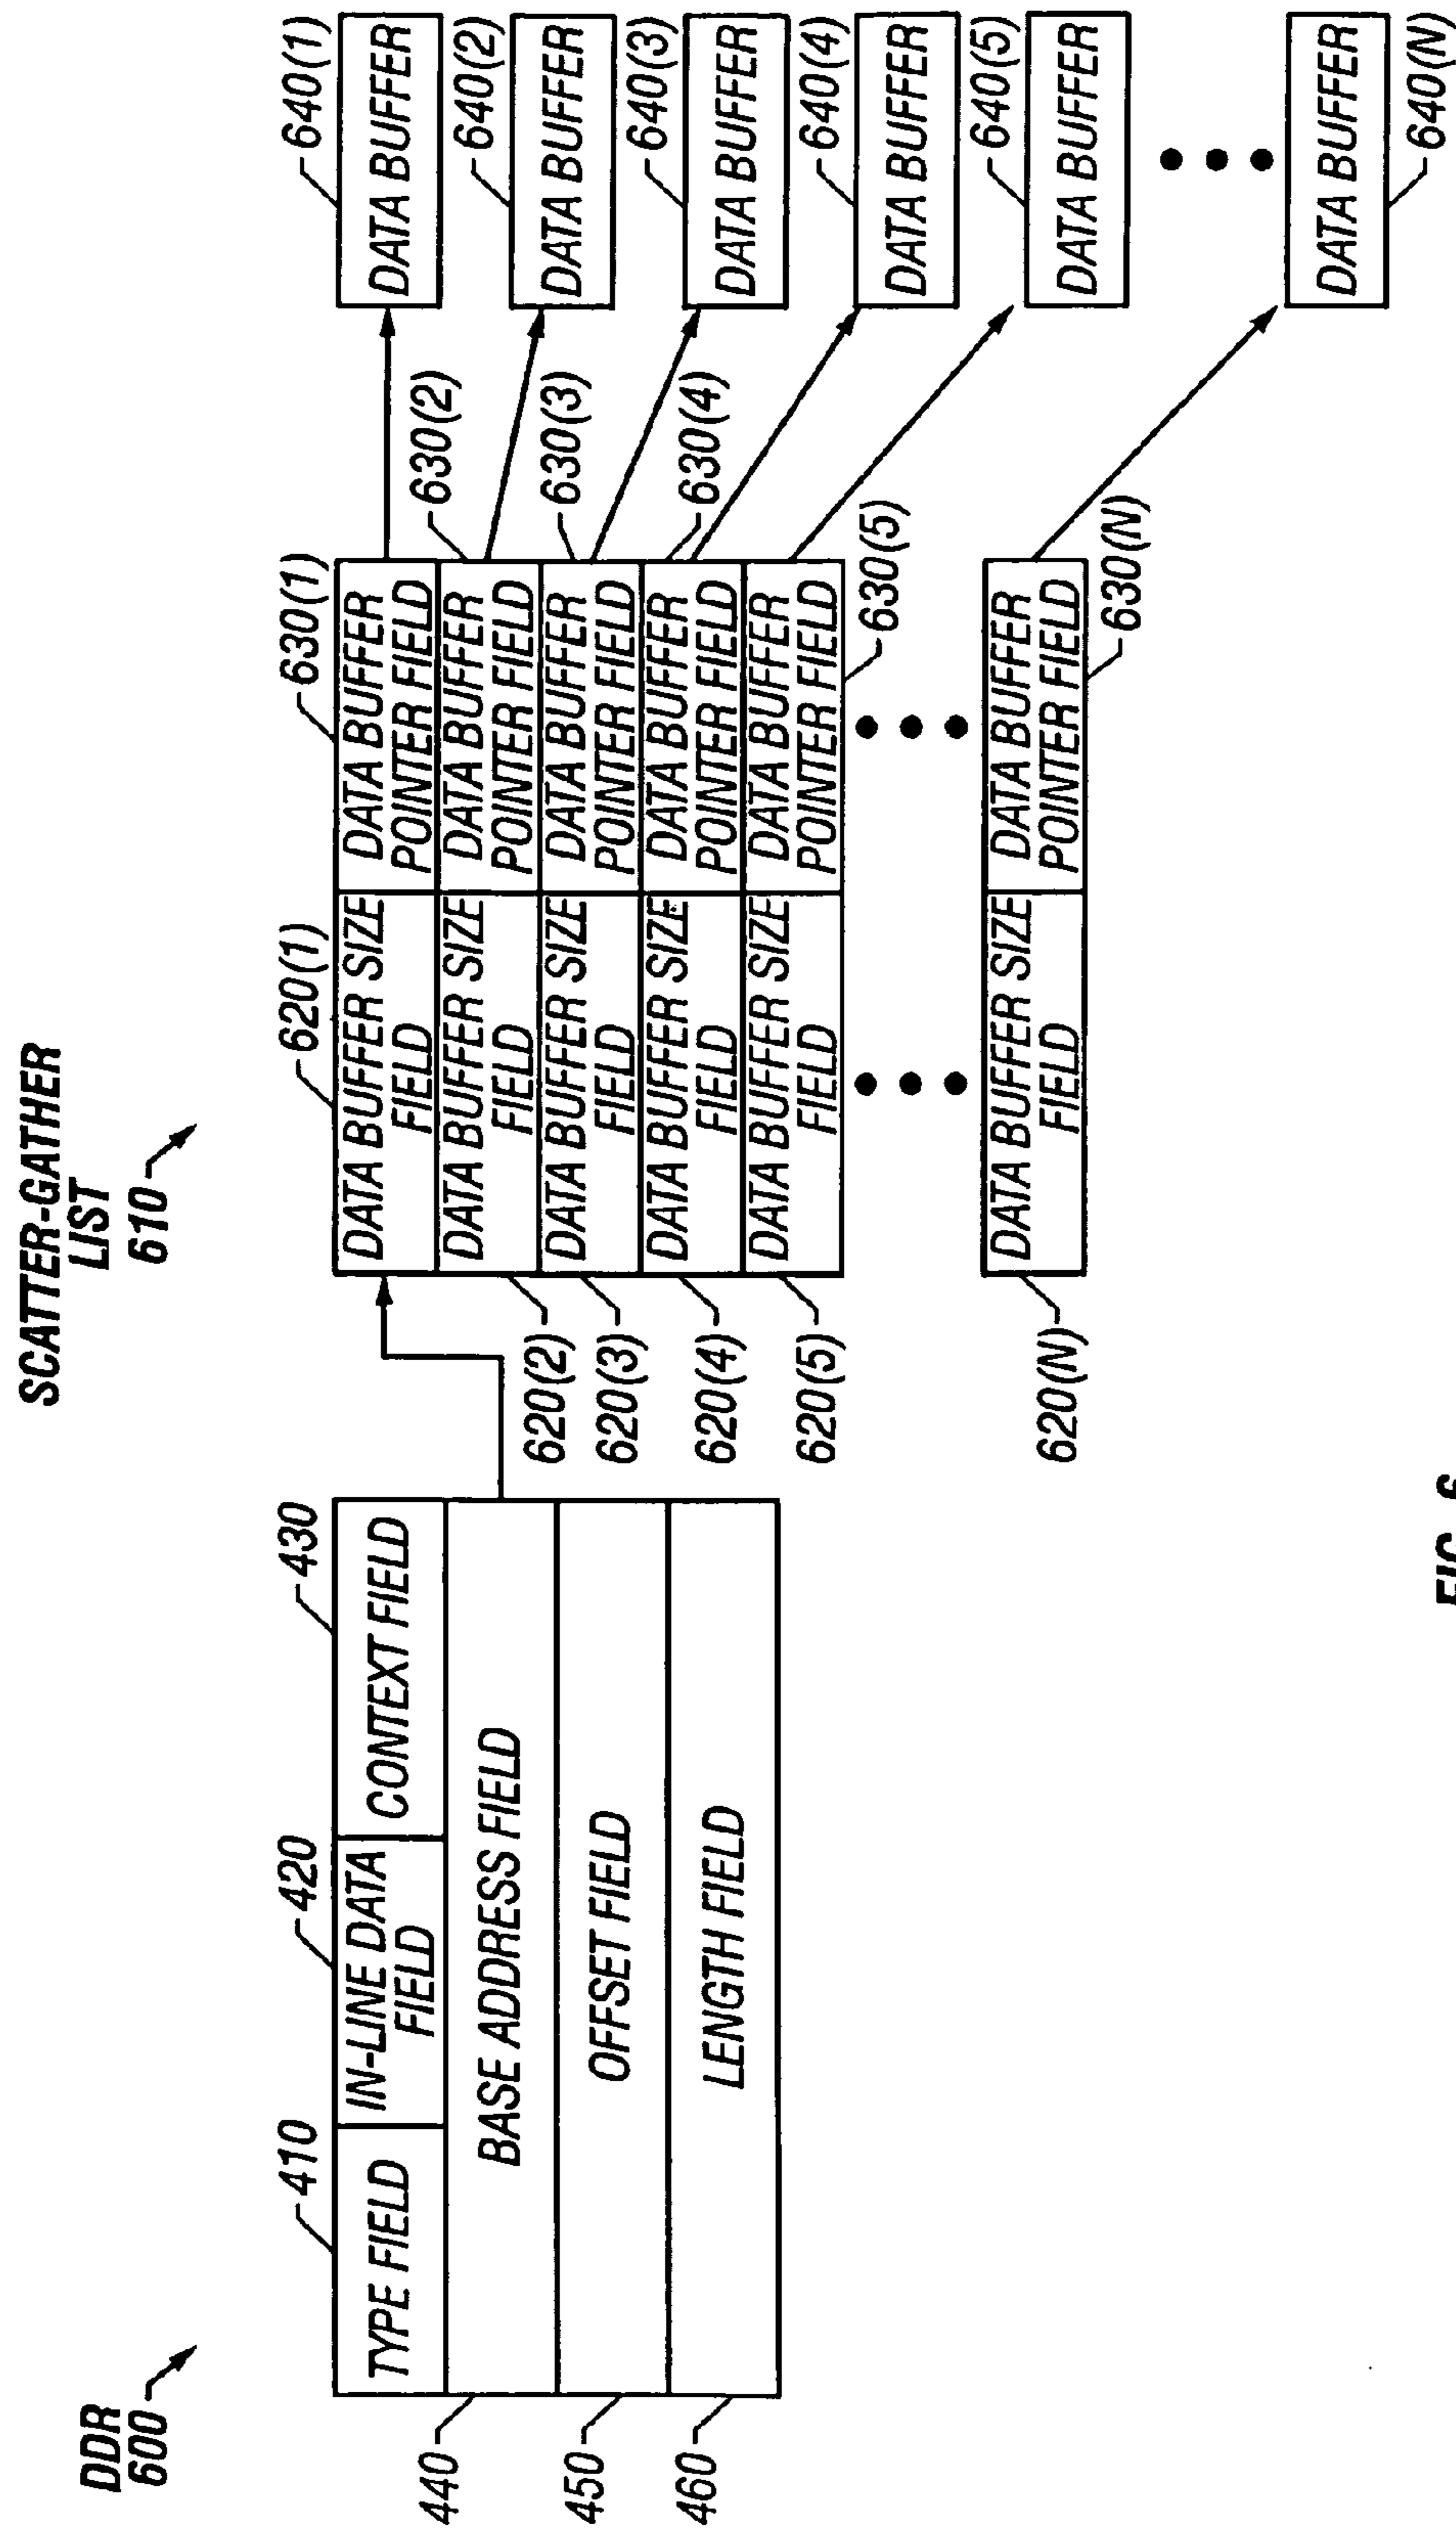 DDR
600
SCATTER-GATHER
LIST
610
410
420
430
TYPE FIELD
IN-LINE DATA
FIELD
CONTEXT FIELD
440
BASE ADDRESS FIELD
450
OFFSET FIELD
460
LENGTH FIELD
620(1)
630(1)
DATA BUFFER SIZE
FIELD
DATA BUFFER
POINTER FIELD
620(2)
630(2)
DATA BUFFER SIZE
FIELD
DATA BUFFER
POINTER FIELD
620(3)
630(3)
DATA BUFFER SIZE
FIELD
DATA BUFFER
POINTER FIELD
620(4)
630(4)
DATA BUFFER SIZE
FIELD
DATA BUFFER
POINTER FIELD
620(5)
630(5)
DATA BUFFER SIZE
FIELD
DATA BUFFER
POINTER FIELD
620(N)
630(N)
DATA BUFFER SIZE
FIELD
DATA BUFFER
POINTER FIELD
640(1)
DATA BUFFER
640(2)
DATA BUFFER
640(3)
DATA BUFFER
640(4)
DATA BUFFER
640(5)
DATA BUFFER
DATA BUFFER
640(N)
FIG. 6